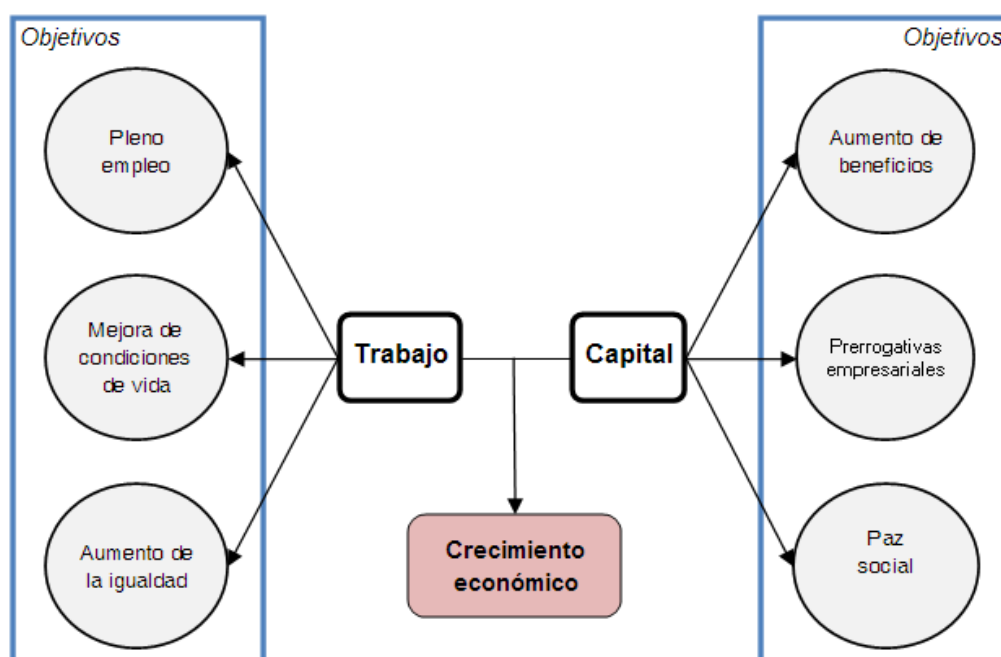 Objetivos
Pleno
empleo
Mejora de
condiciones
de vida
Aumento de
la igualdad
Trabajo
Capital
Crecimiento
económico
Objetivos
Aumento de
beneficios
Prerrogativas
empresariales
Paz
social